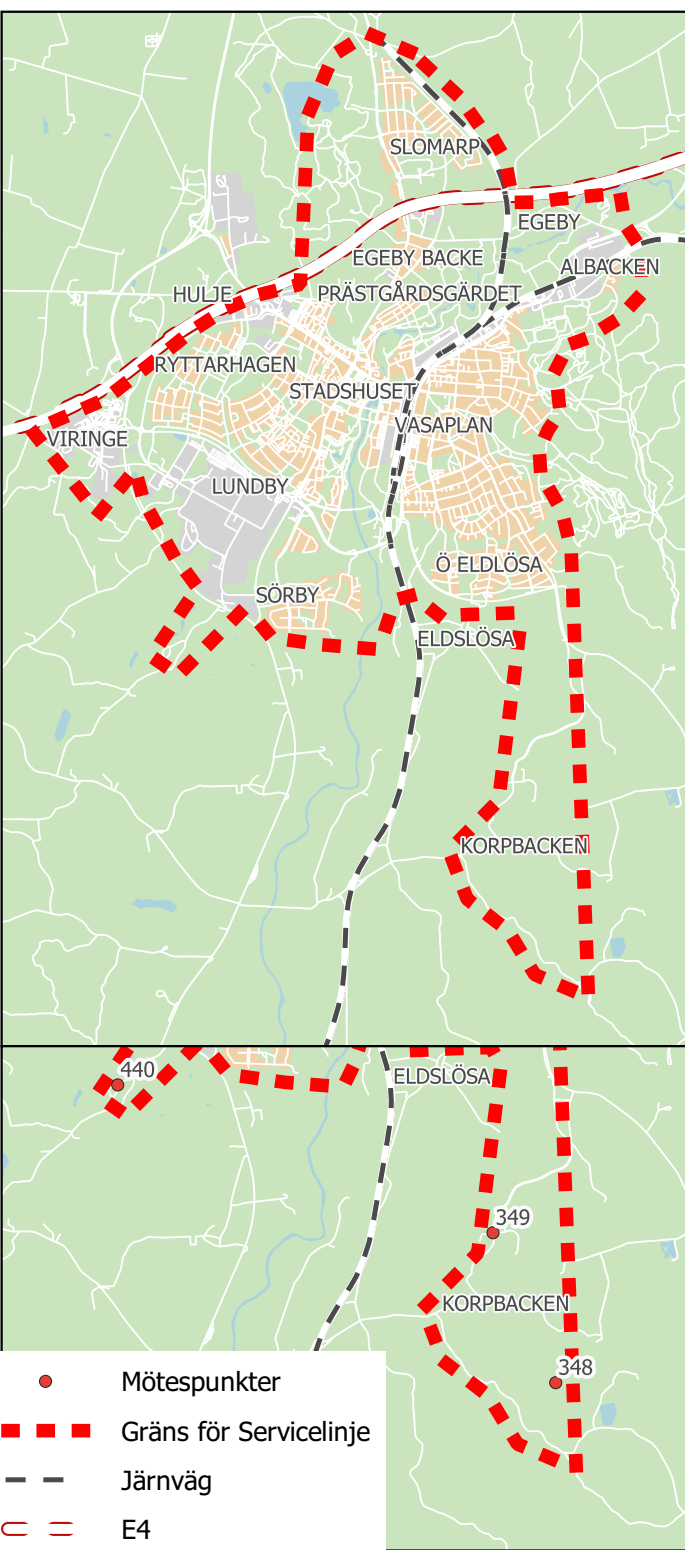 SLOMARP
EGEBY
EGEBY BACKE
ALBÄCKEN
HULJE
PRÄSTGÅRDSGÄRDET
RYTTARHAGEN
STADSHUSET
VASAPLAN
VIRINGE
LUNDBY
Ö ELDLÖSA
SÖRBY
ELDSLÖSA
KORPBACKEN
440
ELDSLÖSA
349
KORPBACKEN
348
Mötespunkter
Gräns för Servicelinje
Järnväg
E4